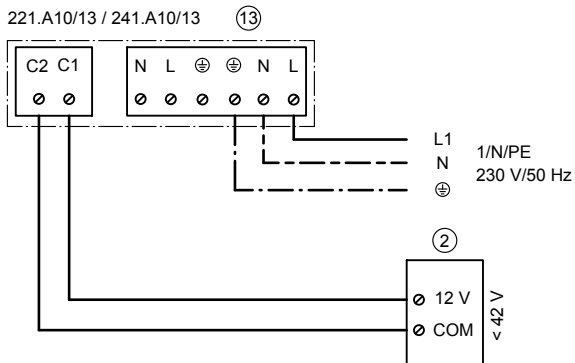 221.A10/13 / 241.A10/13 13
C2 C1 N L ⏚ ⏚ N L
L1
N
⏚
1/N/PE
230 V/50 Hz
2
12 V
COM
< 42 V